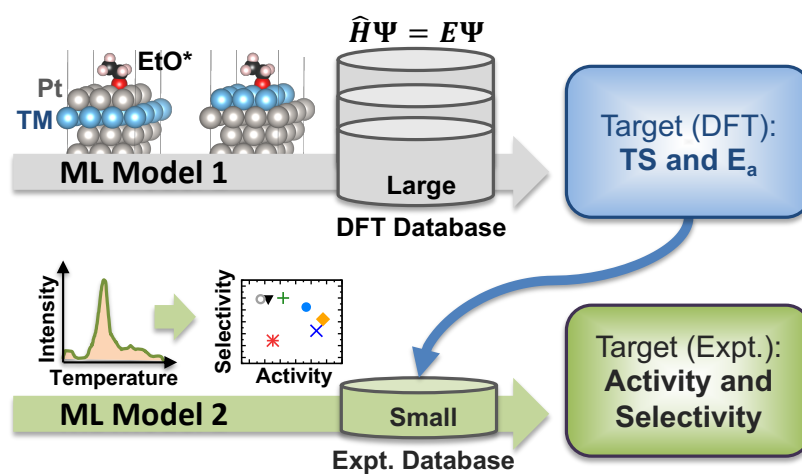 ĤΨ = EΨ
EtO*
Pt
TM
ML Model 1
Large
DFT Database
Target (DFT):
TS and Eₐ
Intensity
Temperature
Selectivity
Activity
ML Model 2
Small
Expt. Database
Target (Expt.):
Activity and
Selectivity